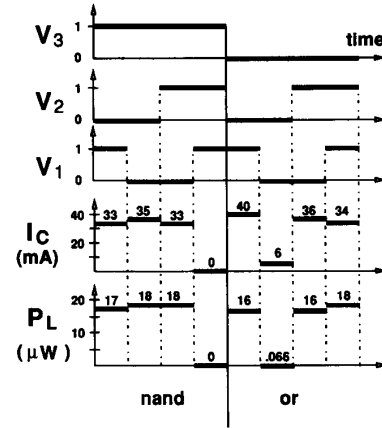 V3 1 0 time
V2 1 0
V1 1 0
IC (mA) 40 20 33 35 33 0 40 6 36 34
PL (μW) 20 10 17 18 18 0 16 .066 16 18
nand or